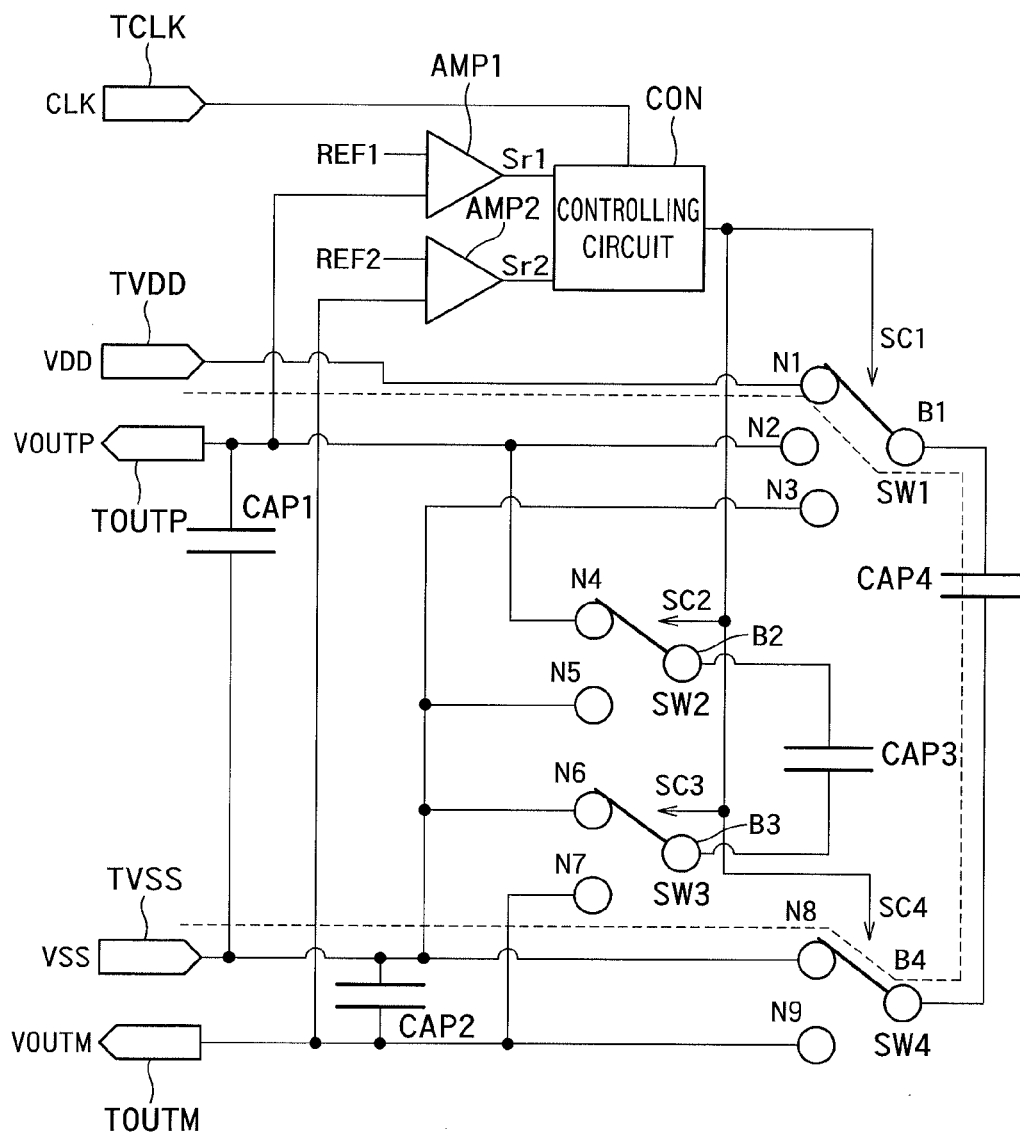 TCLK
CLK
AMP1
CON
REF1
Sr1
AMP2
CONTROLLING
CIRCUIT
REF2
Sr2
TVDD
VDD
SC1
N1
B1
VOUTP
N2
SW1
TOUTP
CAP1
N3
CAP4
N4
SC2
B2
N5
SW2
CAP3
N6
SC3
B3
N7
SW3
TVSS
N8
SC4
VSS
B4
CAP2
N9
SW4
VOUTM
TOUTM